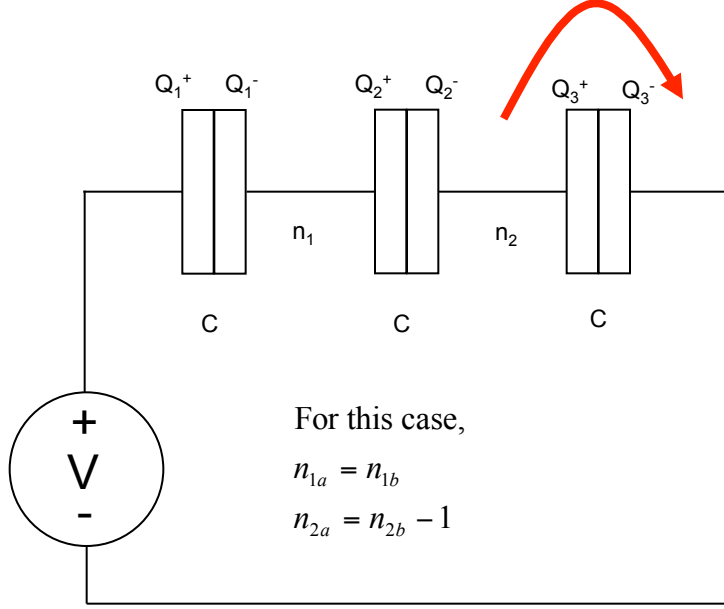 Q₁⁺ Q₁⁻ Q₂⁺ Q₂⁻ Q₃⁺ Q₃⁻
n₁ n₂
C C C
For this case,
n₁ₐ = n₁b
n₂ₐ = n₂b − 1
+
V
-